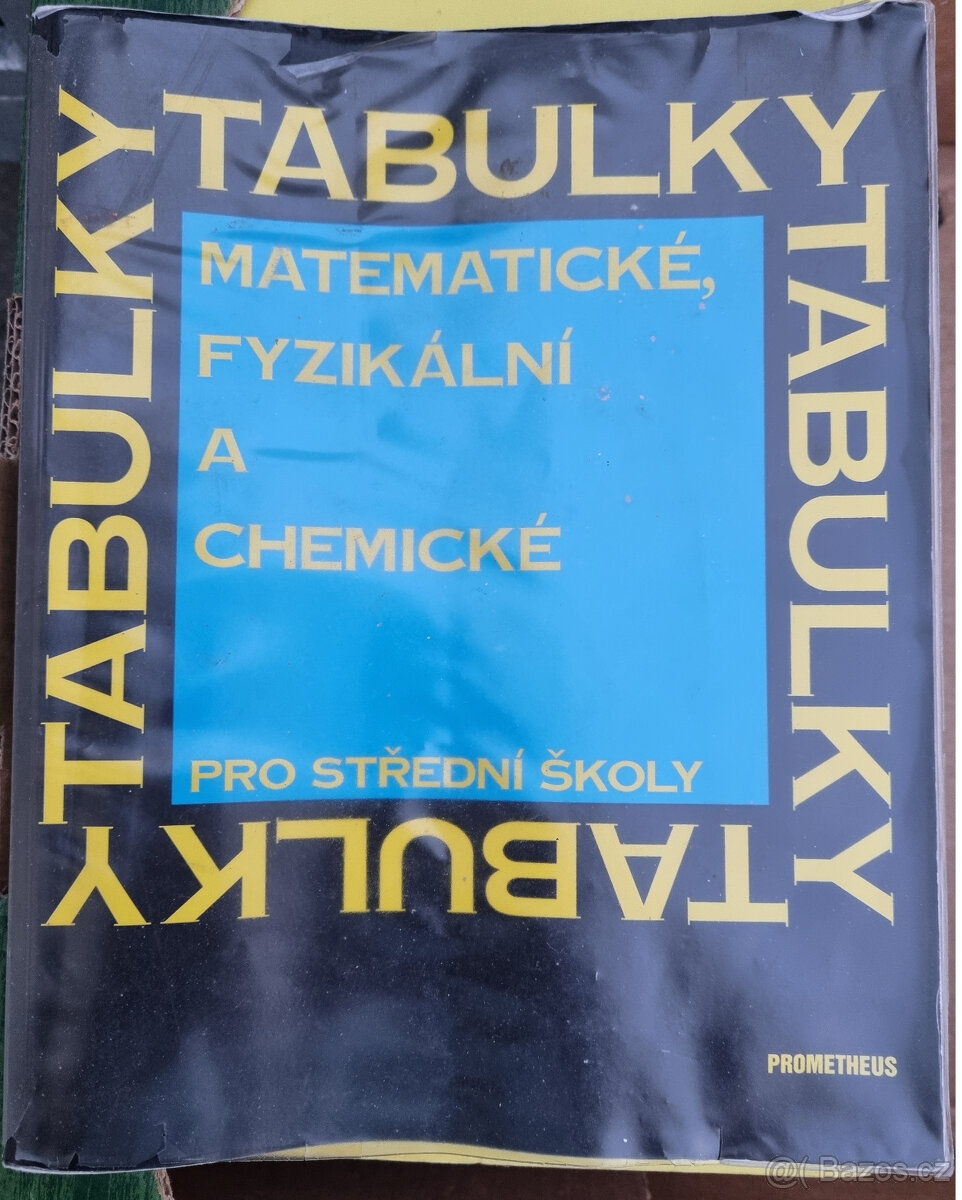 TABULKY
TABULKY
TABULKY
TABULKY
MATEMATICKÉ,
FYZIKÁLNÍ
A
CHEMICKÉ
PRO STŘEDNÍ ŠKOLY
PROMETHEUS
@( Bazos.cz